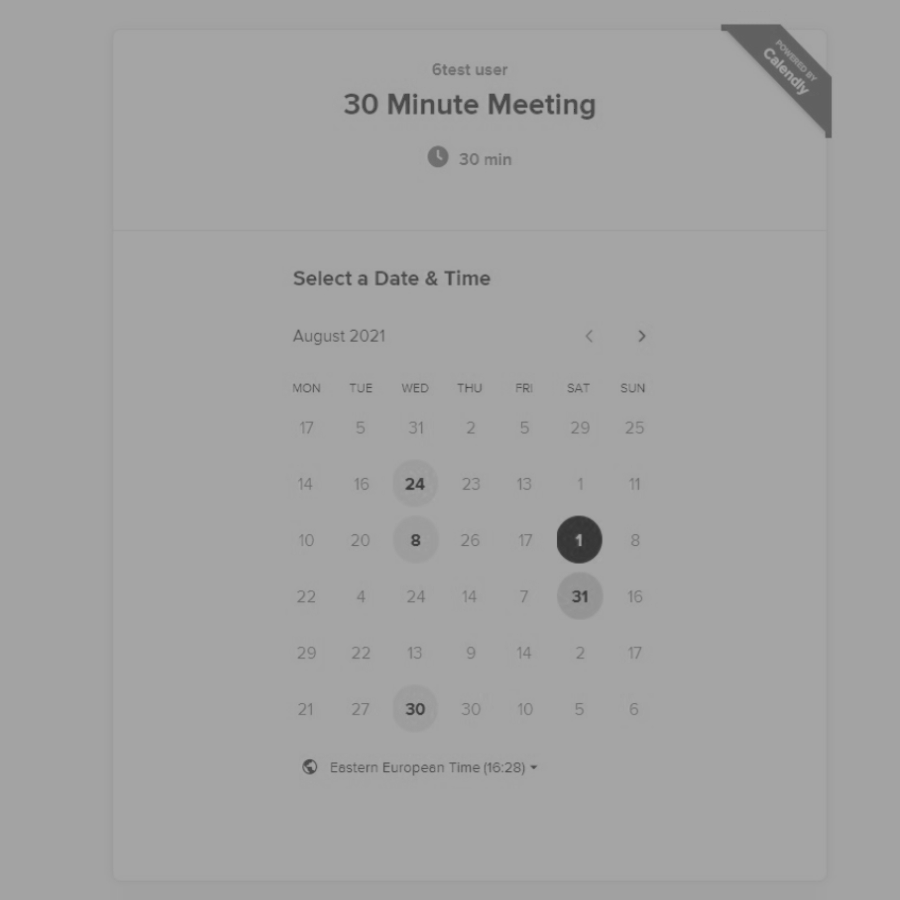 POWERED BY
Calendly
6test user
30 Minute Meeting
30 min
Select a Date & Time
August 2021
MON TUE WED THU FRI SAT SUN
17 5 31 2 5 29 25
14 16 24 23 13 1 11
10 20 8 26 17 1 8
22 4 24 14 7 31 16
29 22 13 9 14 2 17
21 27 30 30 10 5 6
Eastern European Time (16:28)